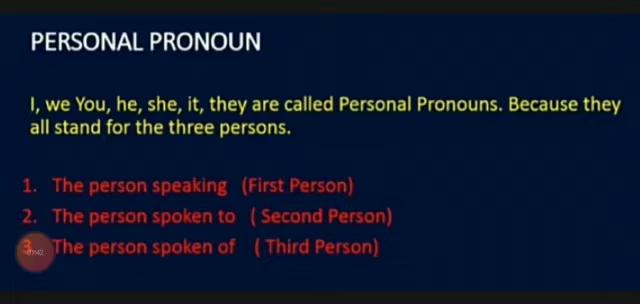 PERSONAL PRONOUN
I, we You, he, she, it, they are called Personal Pronouns. Because they
all stand for the three persons.
1. The person speaking (First Person)
2. The person spoken to ( Second Person)
3. The person spoken of ( Third Person)